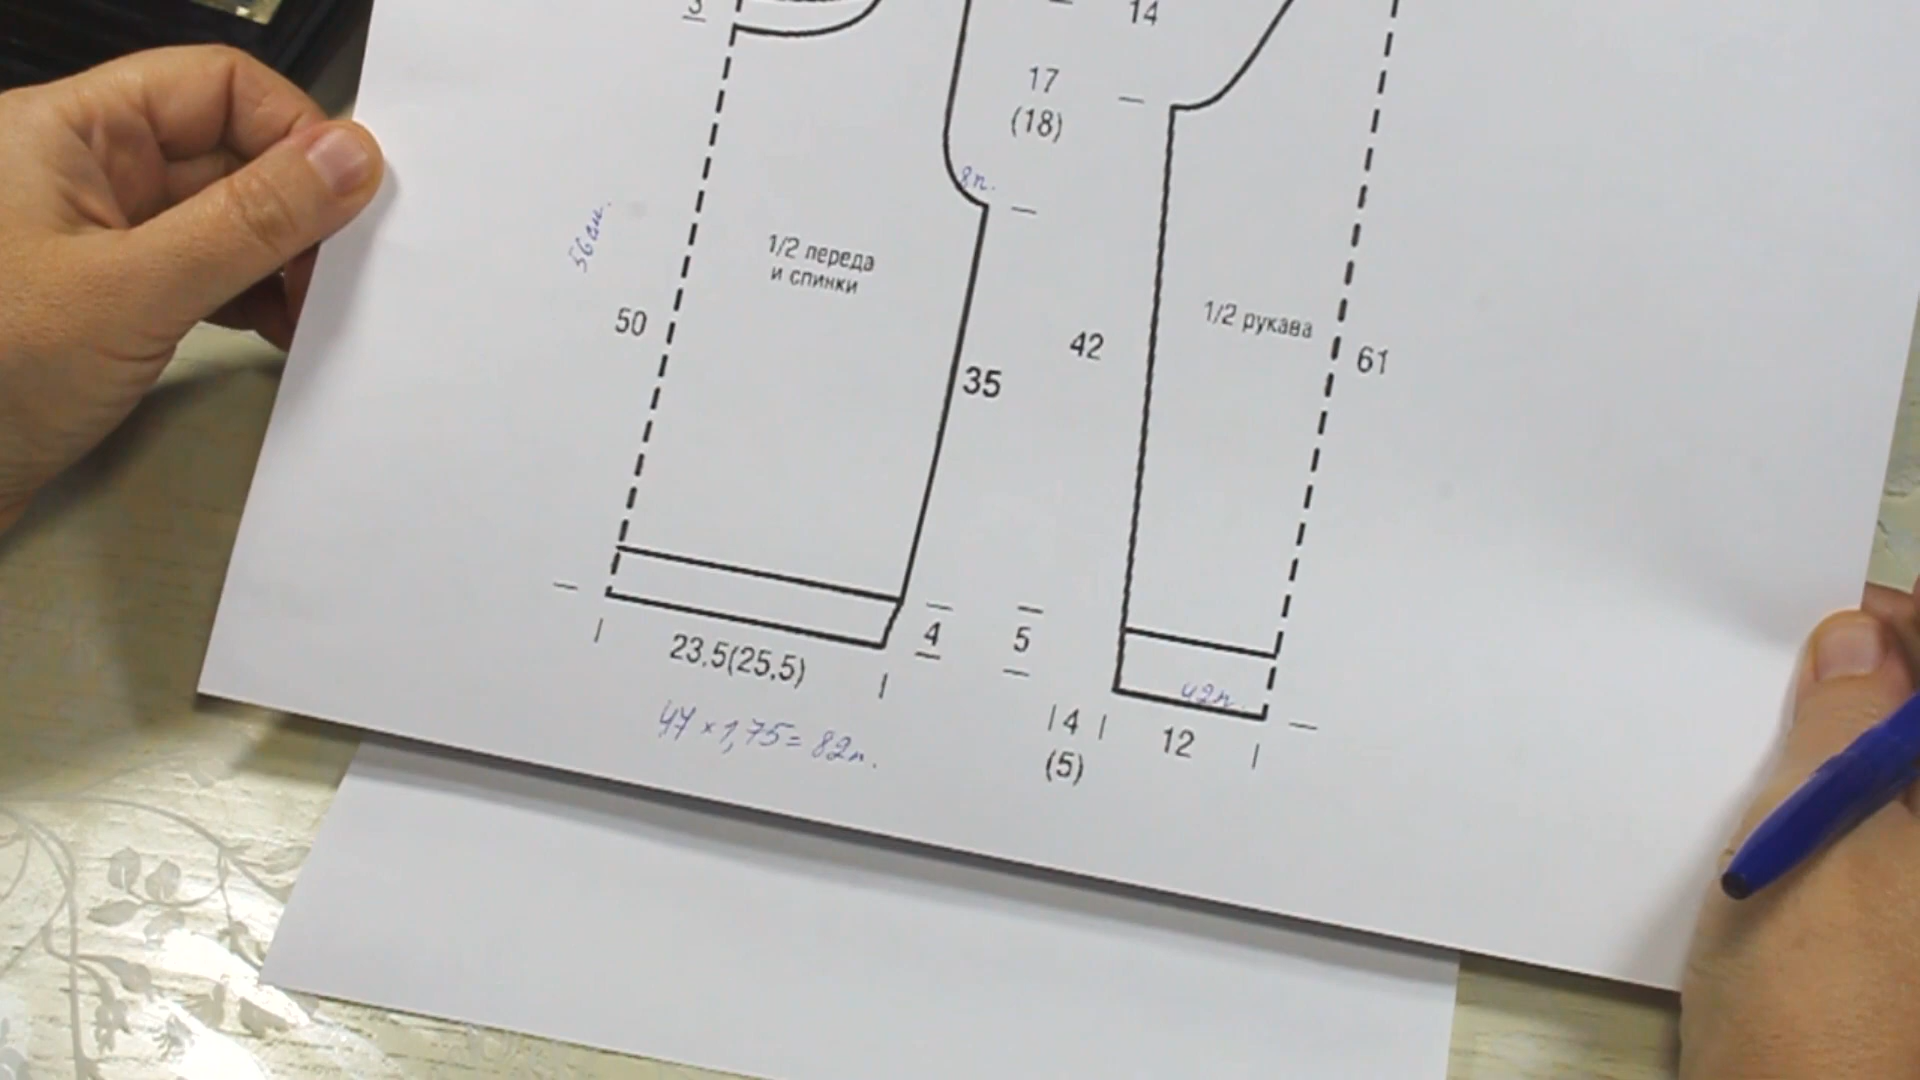 3
14
17
(18)
8п.
56см.
1/2 переда
и спинки
1/2 рукава
50
42
61
35
4
5
23,5(25,5)
42п.
4
12
(5)
47 × 1,75 = 82п.